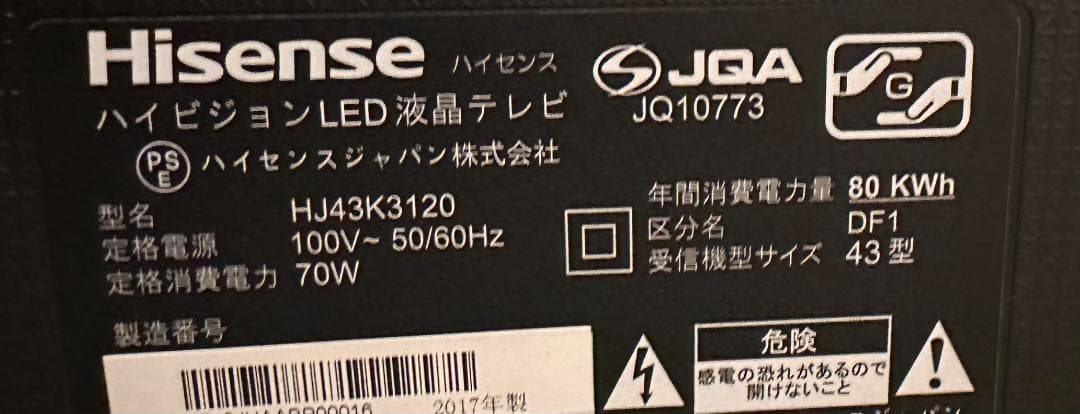 Hisense ハイセンス
ハイビジョンLED 液晶テレビ
PS
E
ハイセンスジャパン株式会社
JQA
JQ10773
G
型名 HJ43K3120
定格電源 100V~ 50/60Hz
定格消費電力 70W
年間消費電力量 80 KWh
区分名 DF1
受信機型サイズ 43型
製造番号
2017年製
危険
感電の恐れがあるので
開けないこと